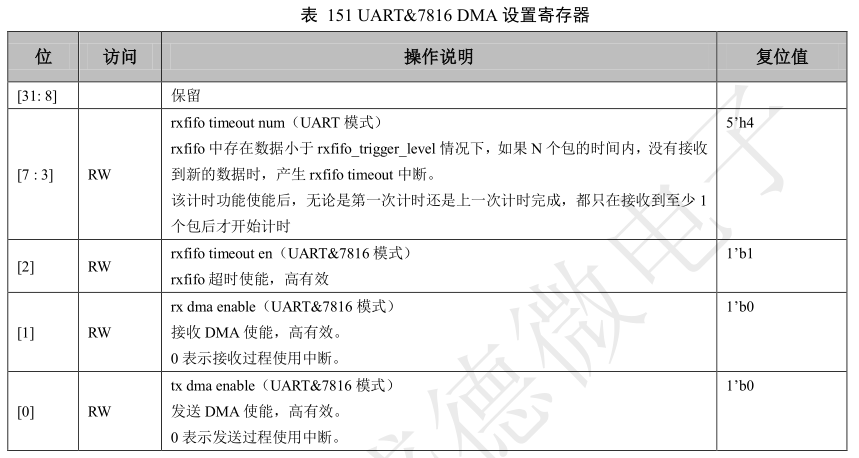 表 151 UART&7816 DMA 设置寄存器
位 访问 操作说明 复位值
[31: 8] 保留
rxfifo timeout num（UART 模式） 5’h4
rxfifo 中存在数据小于 rxfifo_trigger_level 情况下，如果 N 个包的时间内，没有接收
到新的数据时，产生 rxfifo timeout 中断。
[7 : 3] RW
该计时功能使能后，无论是第一次计时还是上一次计时完成，都只在接收到至少 1
个包后才开始计时
rxfifo timeout en（UART&7816 模式） 1’b1
[2] RW
rxfifo 超时使能，高有效
rx dma enable（UART&7816 模式） 1’b0
[1] RW 接收 DMA 使能，高有效。
0 表示接收过程使用中断。
tx dma enable（UART&7816 模式） 1’b0
[0] RW 发送 DMA 使能，高有效。
0 表示发送过程使用中断。
德微电子